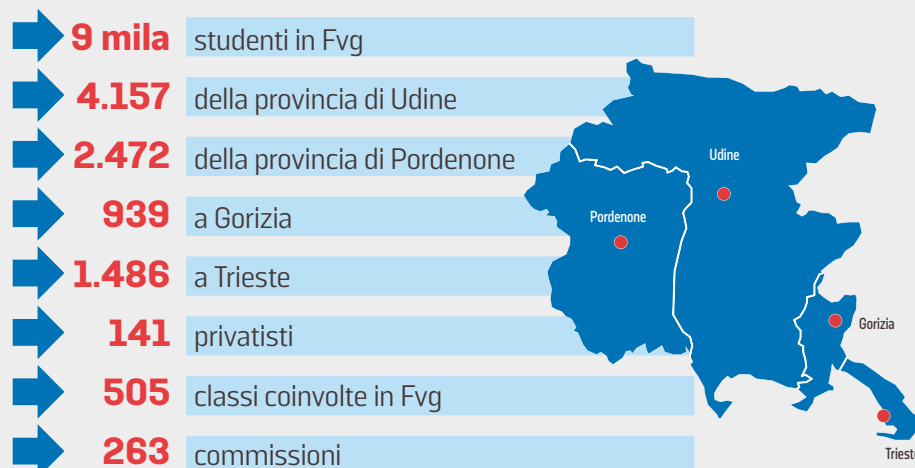 9 mila studenti in Fvg
4.157 della provincia di Udine
2.472 della provincia di Pordenone
939 a Gorizia
1.486 a Trieste
141 privatisti
505 classi coinvolte in Fvg
263 commissioni
Udine
Pordenone
Gorizia
Trieste